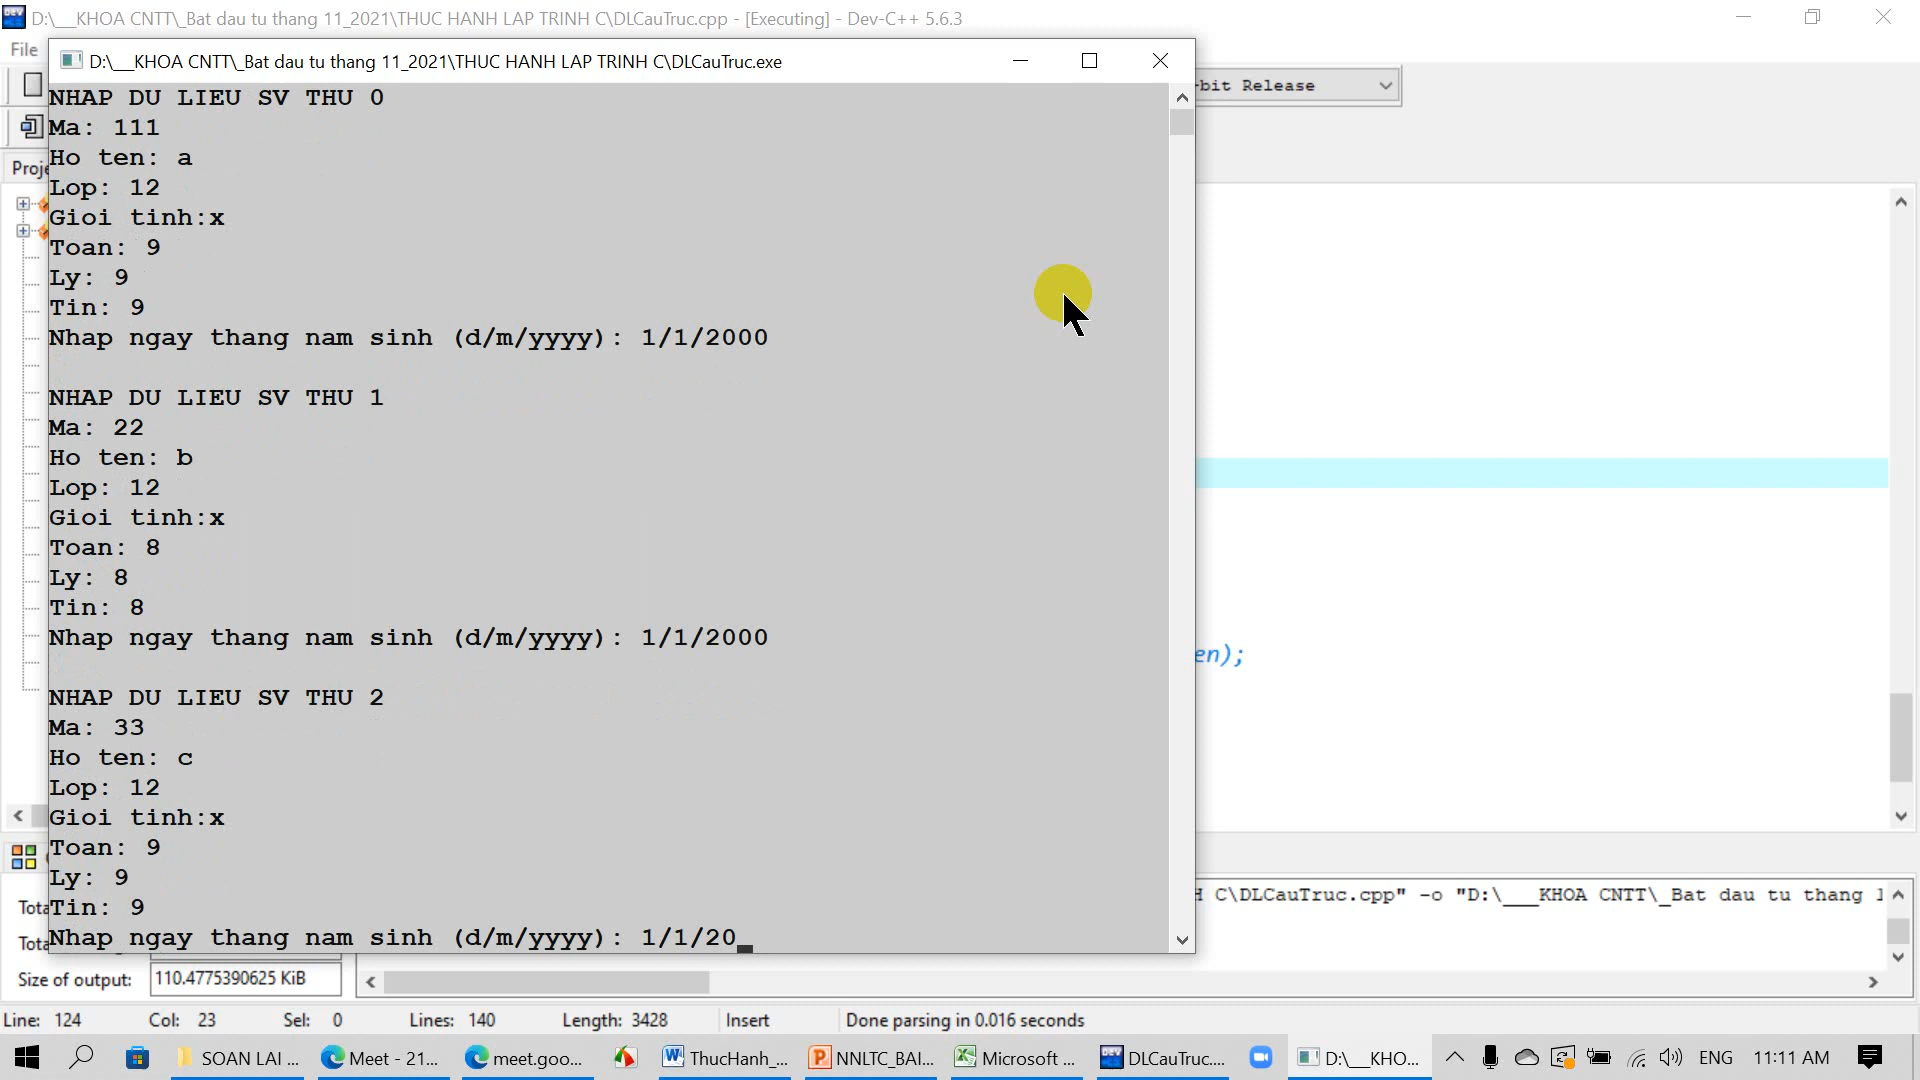 D:\___KHOA CNTT\_Bat dau tu thang 11_2021\THUC HANH LAP TRINH C\DLCauTruc.cpp - [Executing] - Dev-C++ 5.6.3
File
D:\___KHOA CNTT\_Bat dau tu thang 11_2021\THUC HANH LAP TRINH C\DLCauTruc.exe
-bit Release
Proje
NHAP DU LIEU SV THU 0
Ma: 111
Ho ten: a
Lop: 12
Gioi tinh:x
Toan: 9
Ly: 9
Tin: 9
Nhap ngay thang nam sinh (d/m/yyyy): 1/1/2000
NHAP DU LIEU SV THU 1
Ma: 22
Ho ten: b
Lop: 12
Gioi tinh:x
Toan: 8
Ly: 8
Tin: 8
Nhap ngay thang nam sinh (d/m/yyyy): 1/1/2000
en);
NHAP DU LIEU SV THU 2
Ma: 33
Ho ten: c
Lop: 12
Gioi tinh:x
Toan: 9
Ly: 9
Tin: 9
Nhap ngay thang nam sinh (d/m/yyyy): 1/1/20
C\DLCauTruc.cpp" -o "D:\___KHOA CNTT\_Bat dau tu thang 1
Tota
Tota
Size of output: 110.4775390625 KiB
Line: 124 Col: 23 Sel: 0 Lines: 140 Length: 3428 Insert Done parsing in 0.016 seconds
SOAN LAI ... Meet - 21... meet.goo... ThucHanh_... NNLTC_BAI... Microsoft ... DLCauTruc.... D:\__KHO... ENG 11:11 AM